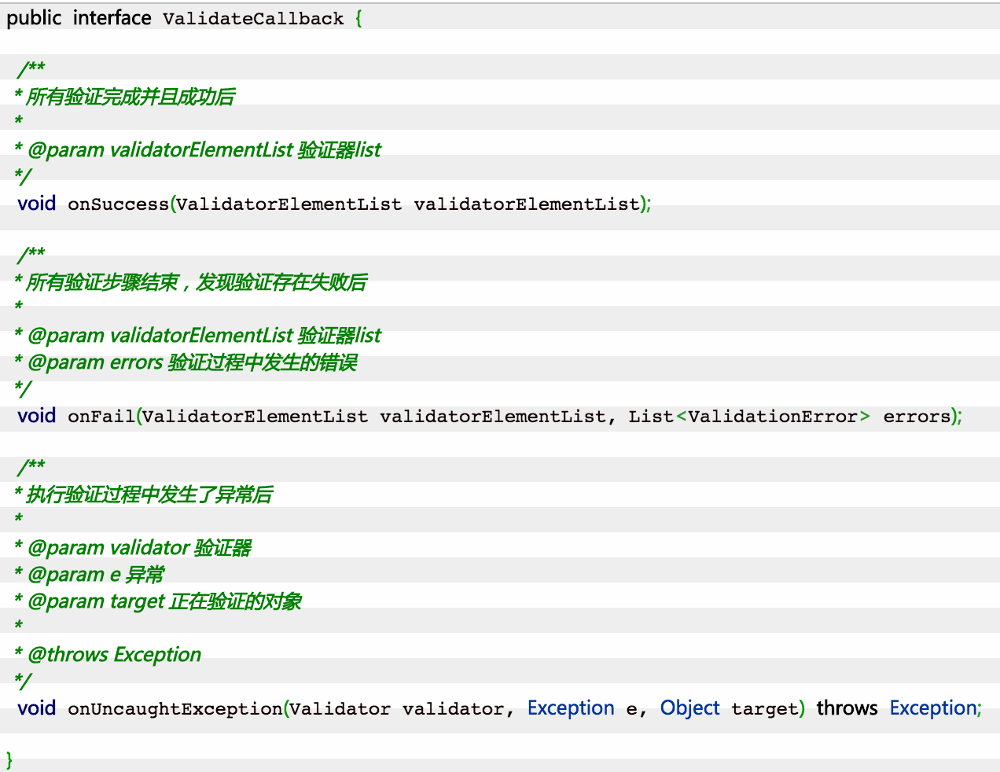 public interface ValidateCallback {
/**
* 所有验证完成并且成功后
*
* @param validatorElementList 验证器list
*/
void onSuccess(ValidatorElementList validatorElementList);
/**
* 所有验证步骤结束，发现验证存在失败后
*
* @param validatorElementList 验证器list
* @param errors 验证过程中发生的错误
*/
void onFail(ValidatorElementList validatorElementList, List<ValidationError> errors);
/**
* 执行验证过程中发生了异常后
*
* @param validator 验证器
* @param e 异常
* @param target 正在验证的对象
*
* @throws Exception
*/
void onUncaughtException(Validator validator, Exception e, Object target) throws Exception;
}